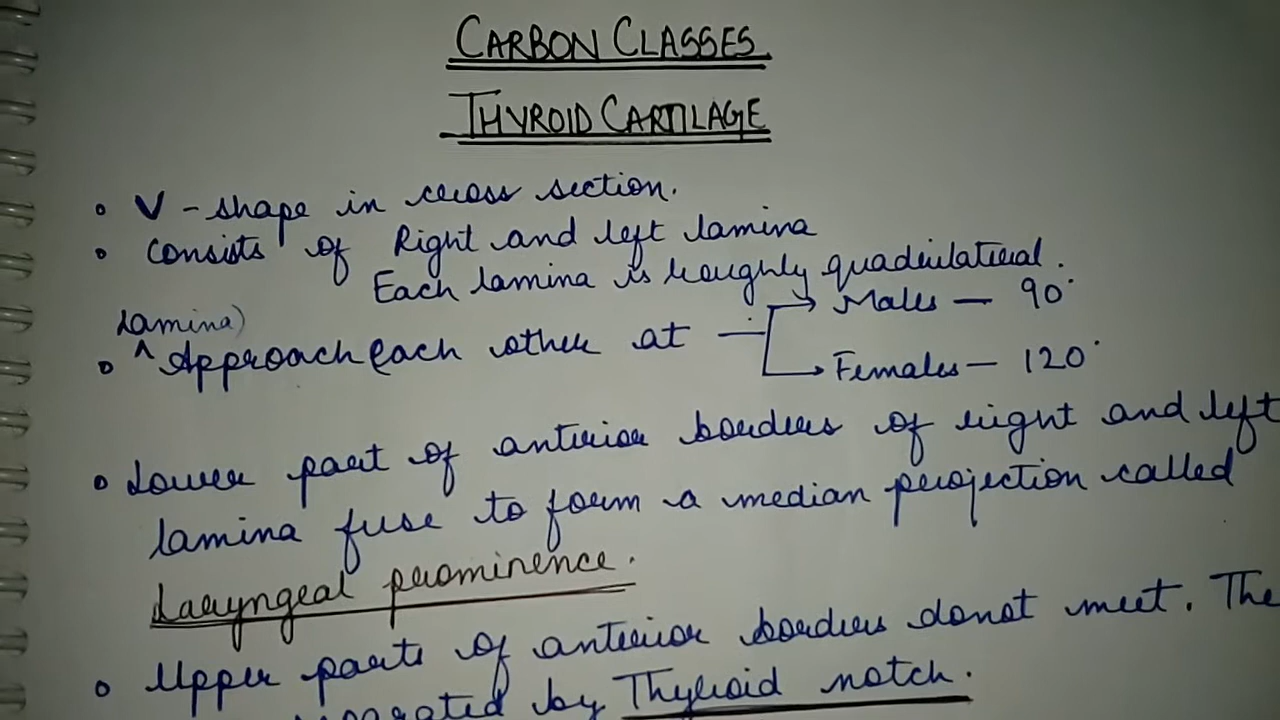 CARBON CLASSES
THYROID CARTILAGE
• V - shape in cross section.
• Consists of Right and left lamina
Each lamina is roughly quadrilateral.
Males — 90°
Lamina)
• ^ Approach each other at —
Females — 120°
• Lower part of anterior borders of right and left
lamina fuse to form a median projection called
Laryngeal prominence.
• Upper parts of anterior borders donot meet. The
by Thyroid notch.